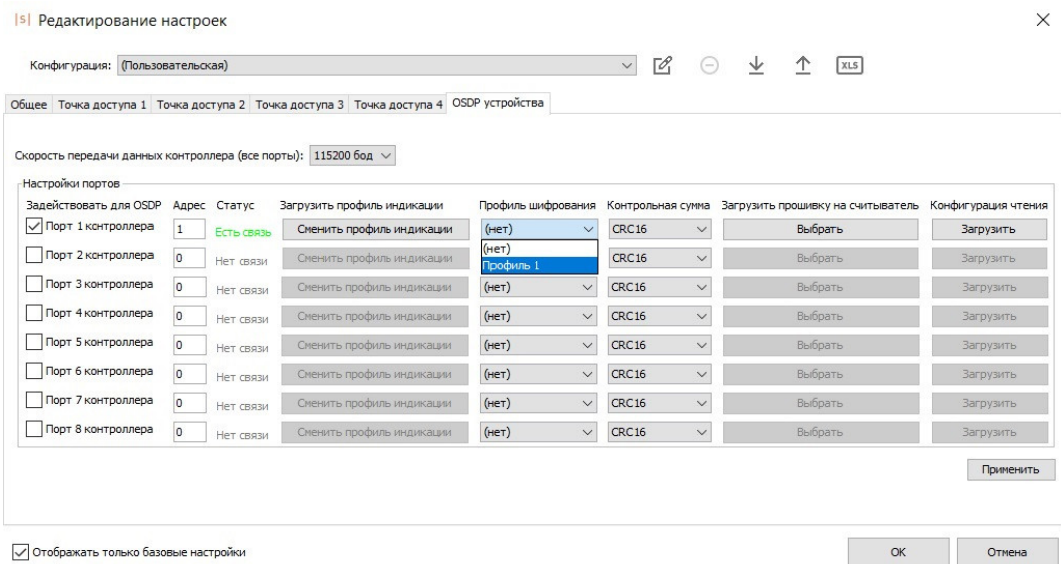 |s| Редактирование настроек
Конфигурация: (Пользовательская) XLS
Общее Точка доступа 1 Точка доступа 2 Точка доступа 3 Точка доступа 4 OSDP устройства
Скорость передачи данных контроллера (все порты): 115200 бод
Настройки портов
Задействовать для OSDP Адрес Статус Загрузить профиль индикации Профиль шифрования Контрольная сумма Загрузить прошивку на считыватель Конфигурация чтения
Порт 1 контроллера 1 Есть связь Сменить профиль индикации (нет) CRC16 Выбрать Загрузить
(нет)
Порт 2 контроллера 0 Нет связи Сменить профиль индикации Профиль 1 CRC16 Выбрать Загрузить
Порт 3 контроллера 0 Нет связи Сменить профиль индикации (нет) CRC16 Выбрать Загрузить
Порт 4 контроллера 0 Нет связи Сменить профиль индикации (нет) CRC16 Выбрать Загрузить
Порт 5 контроллера 0 Нет связи Сменить профиль индикации (нет) CRC16 Выбрать Загрузить
Порт 6 контроллера 0 Нет связи Сменить профиль индикации (нет) CRC16 Выбрать Загрузить
Порт 7 контроллера 0 Нет связи Сменить профиль индикации (нет) CRC16 Выбрать Загрузить
Порт 8 контроллера 0 Нет связи Сменить профиль индикации (нет) CRC16 Выбрать Загрузить
Применить
Отображать только базовые настройки OK Отмена